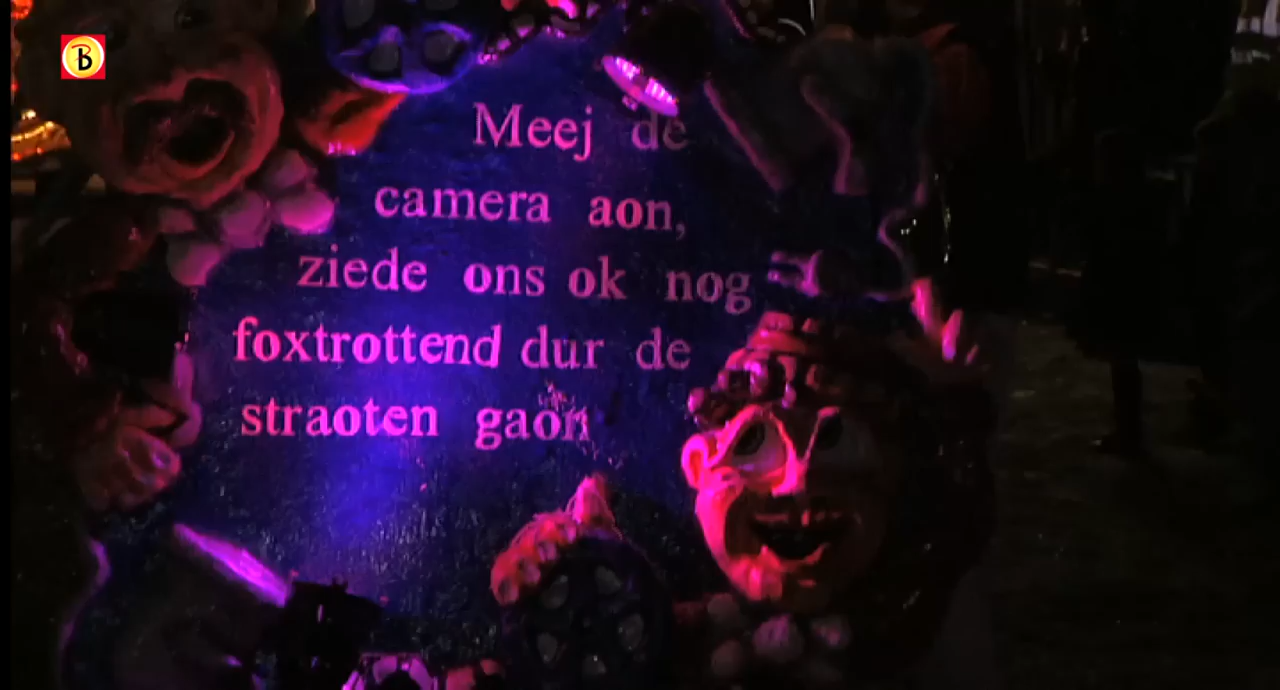 B
Meej de
camera aon,
ziede ons ok nog
foxtrottend dur de
straoten gaon